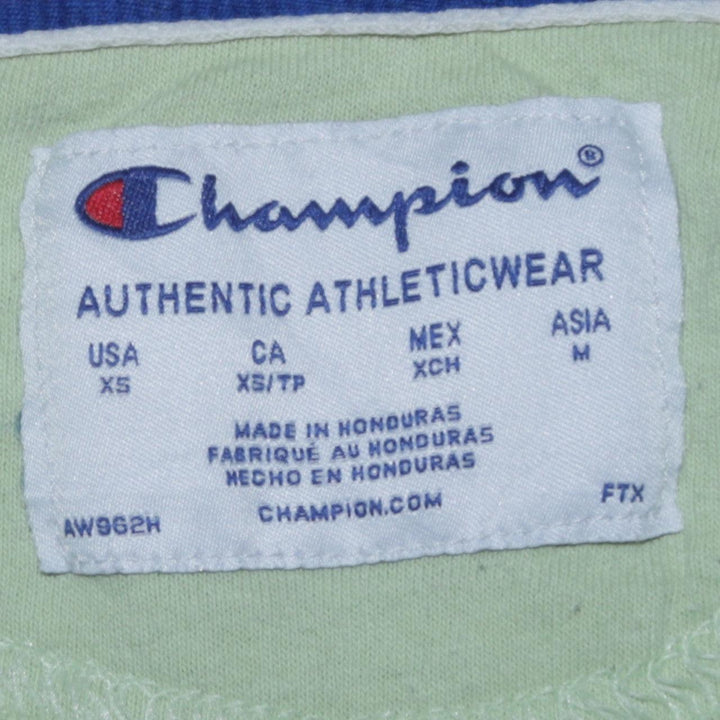 Champion®
AUTHENTIC ATHLETICWEAR
USA CA MEX ASIA
XS XS/TP XCH M
MADE IN HONDURAS
FABRIQUÉ AU HONDURAS
HECHO EN HONDURAS
CHAMPION.COM
AW962H FTX